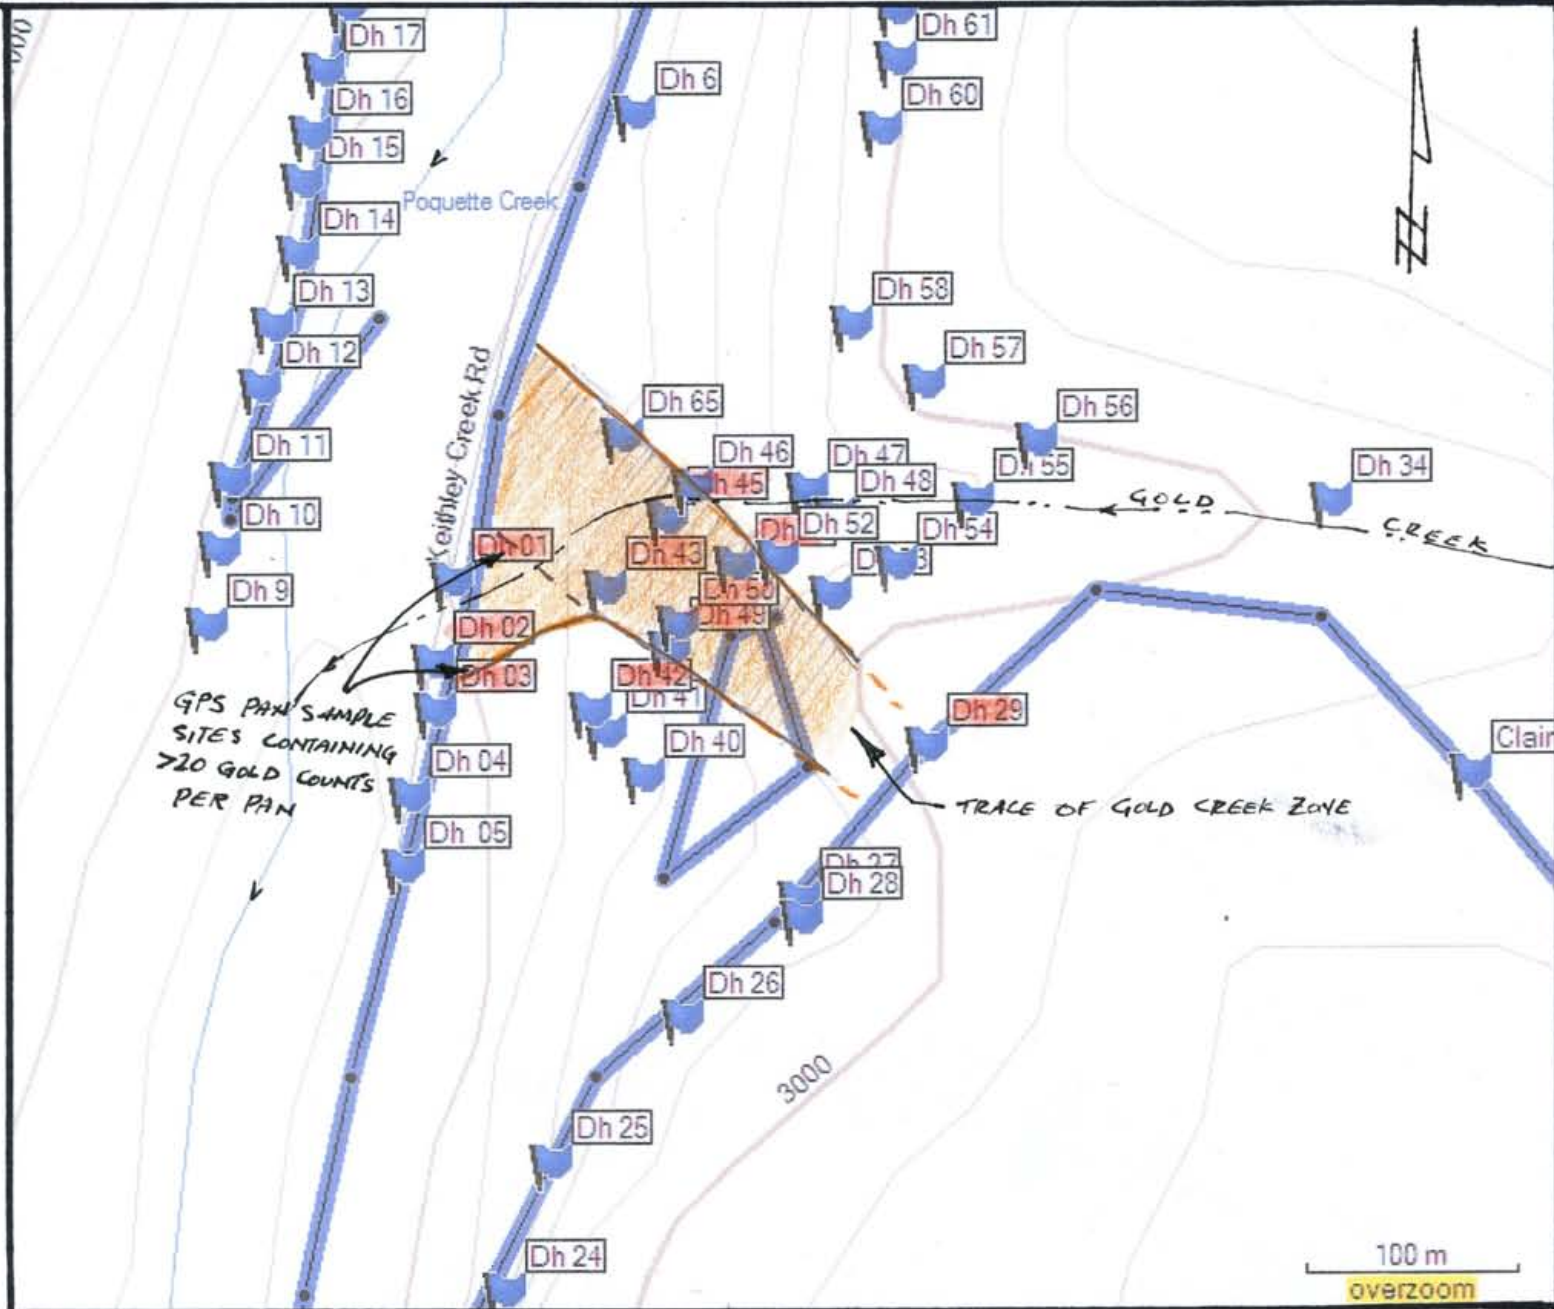 Dh 17
Dh 61
Dh 6
Dh 16
Dh 60
Dh 15
Poquette Creek
Dh 14
Dh 13
Dh 58
Dh 12
Dh 57
Keithley Creek Rd
Dh 65
Dh 56
Dh 11
Dh 46
Dh 47
Dh 45
Dh 48
Dh 55
Dh 34
GOLD
CREEK
Dh 10
Dh 52
Dh 54
Dh 01
Dh 43
Dh 9
Dh 50
Dh 49
Dh 02
Dh 03
Dh 42
Dh 41
Dh 29
GPS PAN SAMPLE
SITES CONTAINING
>20 GOLD COUNTS
PER PAN
Dh 40
Clair
Dh 04
TRACE OF GOLD CREEK ZONE
Dh 05
Dh 27
Dh 28
Dh 26
3000
Dh 25
Dh 24
100 m
overzoom